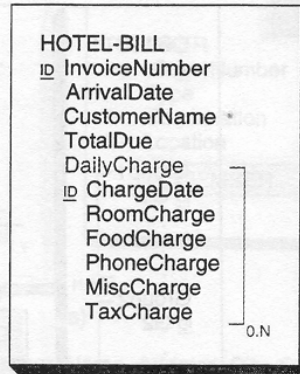 HOTEL-BILL
ID InvoiceNumber
ArrivalDate
CustomerName
TotalDue
DailyCharge
ID ChargeDate
RoomCharge
FoodCharge
PhoneCharge
MiscCharge
TaxCharge
0.N